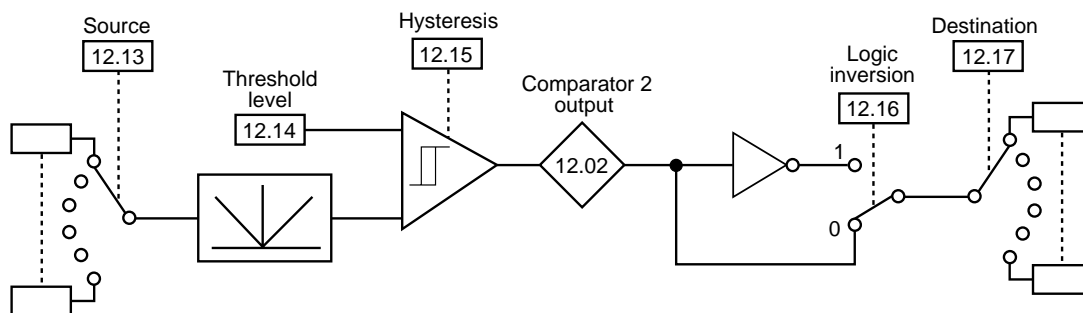 Source
12.13
Threshold
level
12.14
Hysteresis
12.15
Comparator 2
output
12.02
1
0
Logic
inversion
12.16
Destination
12.17